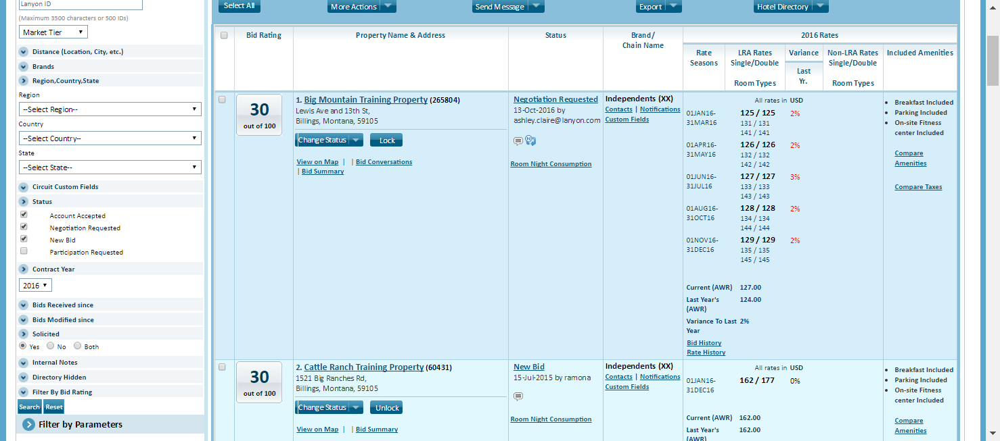 Lanyon ID
(Maximum 3500 characters or 500 IDs)
Market Tier
Distance (Location, City, etc.)
Brands
Region,Country,State
Region
--Select Region--
Country
--Select Country--
State
--Select State--
Circuit Custom Fields
Status
Account Accepted
Negotiation Requested
New Bid
Participation Requested
Contract Year
2016
Bids Received since
Bids Modified since
Solicited
Yes No Both
Internal Notes
Directory Hidden
Filter By Bid Rating
Search Reset
Filter by Parameters
Select All More Actions Send Message Export Hotel Directory
Bid Rating
Property Name & Address
Status
Brand/
Chain Name
2016 Rates
Rate
Seasons
LRA Rates
Single/Double
Room Types
Variance
Last
Yr.
Non-LRA Rates
Single/Double
Room Types
Included Amenities
30
out of 100
1. Big Mountain Training Property (265804)
Lewis Ave and 13th St,
Billings, Montana, 59105
Change Status Lock
View on Map | | Bid Conversations
| Bid Summary
Negotiation Requested
13-Oct-2016 by
ashley.claire@lanyon.com
Room Night Consumption
Independents (XX)
Contacts | Notifications
Custom Fields
All rates in USD
01JAN16- 125 / 125 2%
31MAR16 131 / 131
141 / 141
01APR16- 126 / 126 2%
31MAY16 132 / 132
142 / 142
01JUN16- 127 / 127 3%
31JUL16 133 / 133
143 / 143
01AUG16- 128 / 128 2%
31OCT16 134 / 134
144 / 144
01NOV16- 129 / 129 2%
31DEC16 135 / 135
145 / 145
Current (AWR) 127.00
Last Year's 124.00
(AWR)
Variance To Last 2%
Year
Bid History
Rate History
Breakfast Included
Parking Included
On-site Fitness
center Included
Compare
Amenities
Compare Taxes
30
out of 100
2. Cattle Ranch Training Property (60431)
1521 Big Ranches Rd,
Billings, Montana, 59105
Change Status Unlock
View on Map | | Bid Summary
New Bid
15-Jul-2015 by ramona
Room Night Consumption
Independents (XX)
Contacts | Notifications
Custom Fields
All rates in USD
01JAN16- 162 / 177 0%
31DEC16
Current (AWR) 162.00
Last Year's 162.00
(AWR)
Breakfast Included
Parking Included
On-site Fitness
center Included
Compare
Amenities